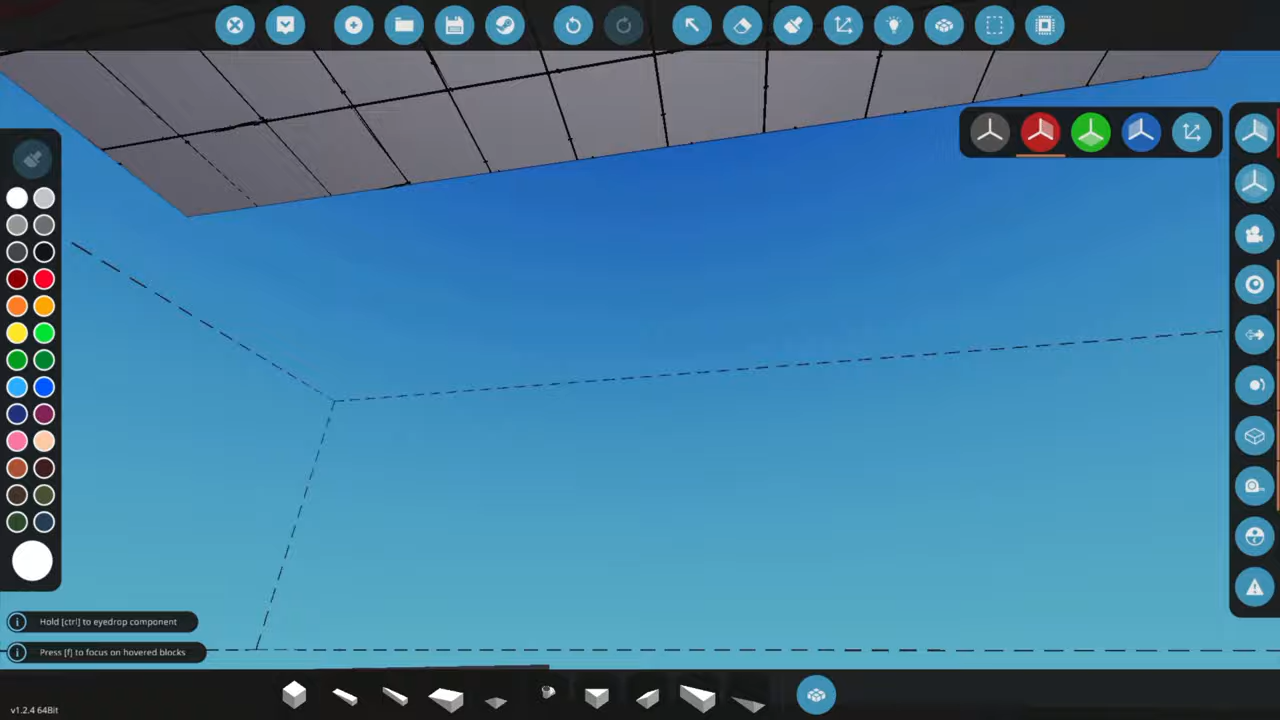 Hold [ctrl] to eyedrop component
Press [f] to focus on hovered blocks
v1.2.4 64Bit